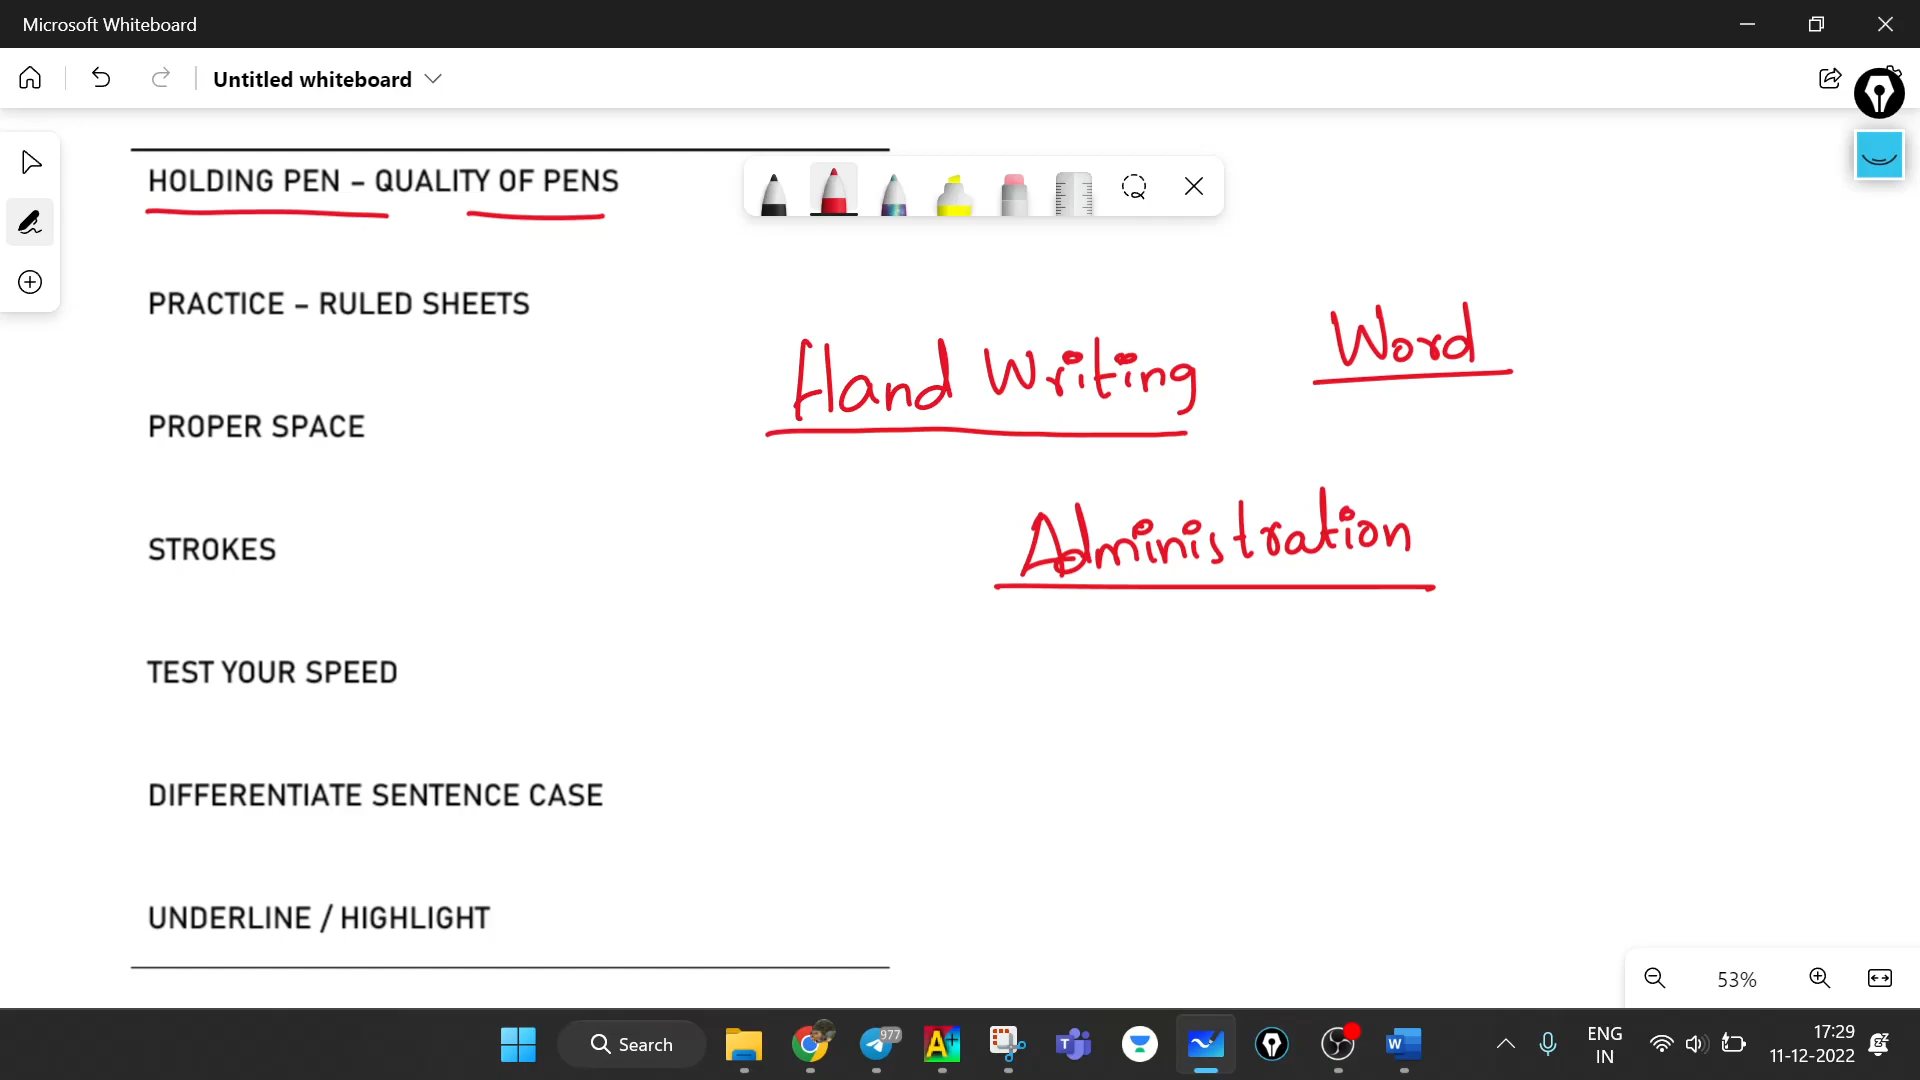 Microsoft Whiteboard
Untitled whiteboard
HOLDING PEN – QUALITY OF PENS
PRACTICE – RULED SHEETS
Word
Hand Writing
PROPER SPACE
Administration
STROKES
TEST YOUR SPEED
DIFFERENTIATE SENTENCE CASE
UNDERLINE / HIGHLIGHT
53%
Search
977
ENG
IN
17:29
11-12-2022